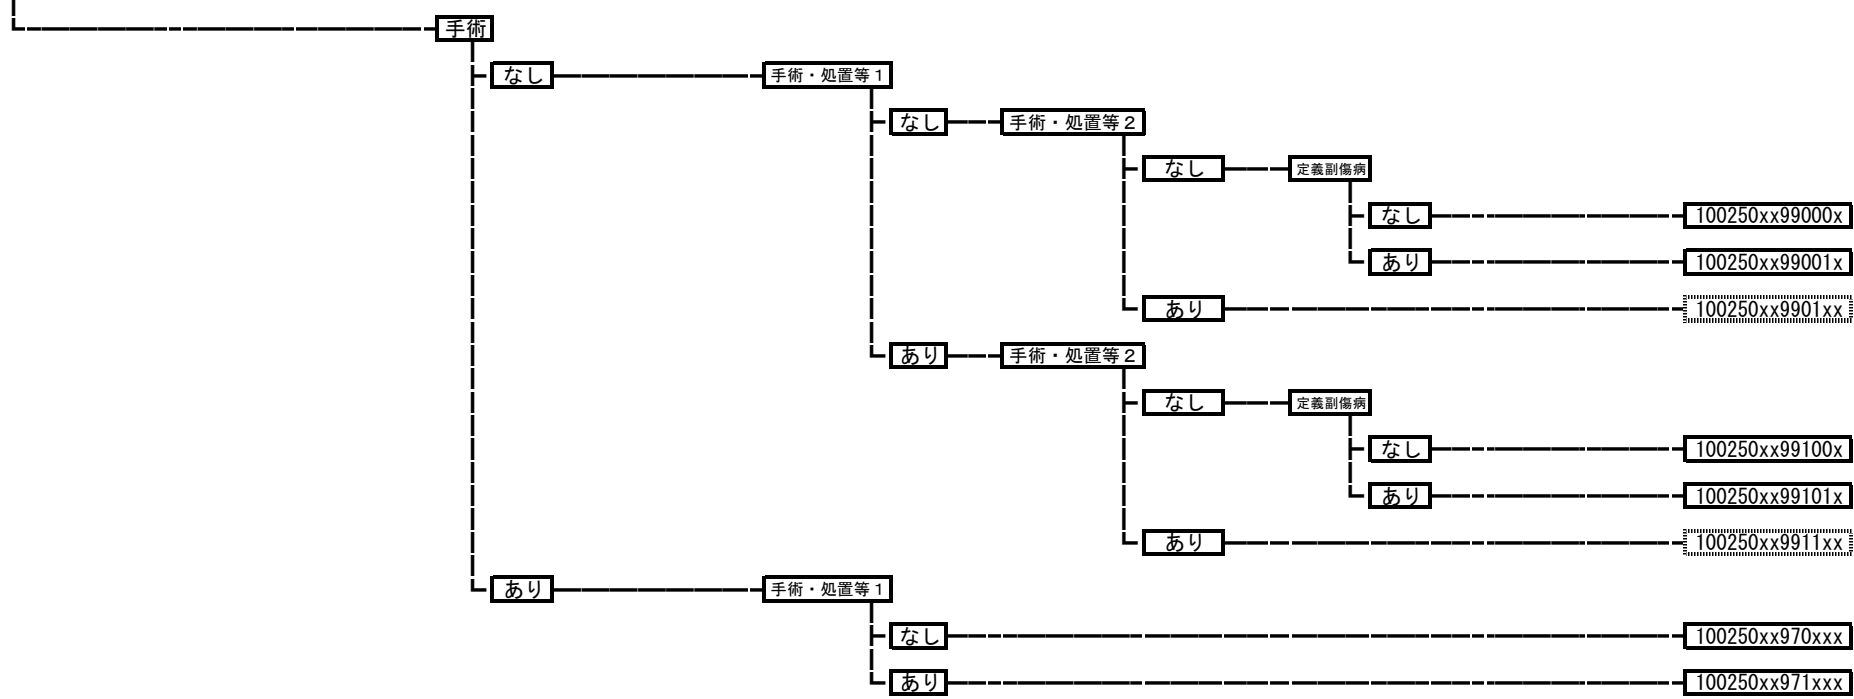 手術
なし 手術・処置等１
なし 手術・処置等２
なし 定義副傷病
なし 100250xx99000x
あり 100250xx99001x
あり 100250xx9901xx
あり 手術・処置等２
なし 定義副傷病
なし 100250xx99100x
あり 100250xx99101x
あり 100250xx9911xx
あり 手術・処置等１
なし 100250xx970xxx
あり 100250xx971xxx